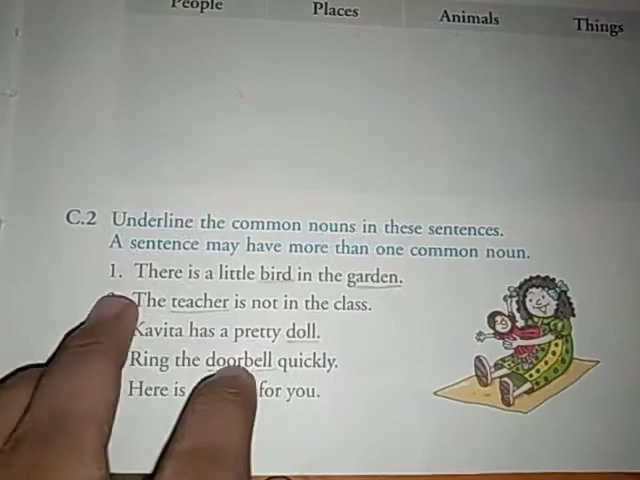 People Places Animals Things
C.2 Underline the common nouns in these sentences.
A sentence may have more than one common noun.
1. There is a little bird in the garden.
The teacher is not in the class.
Kavita has a pretty doll.
Ring the doorbell quickly.
Here is for you.